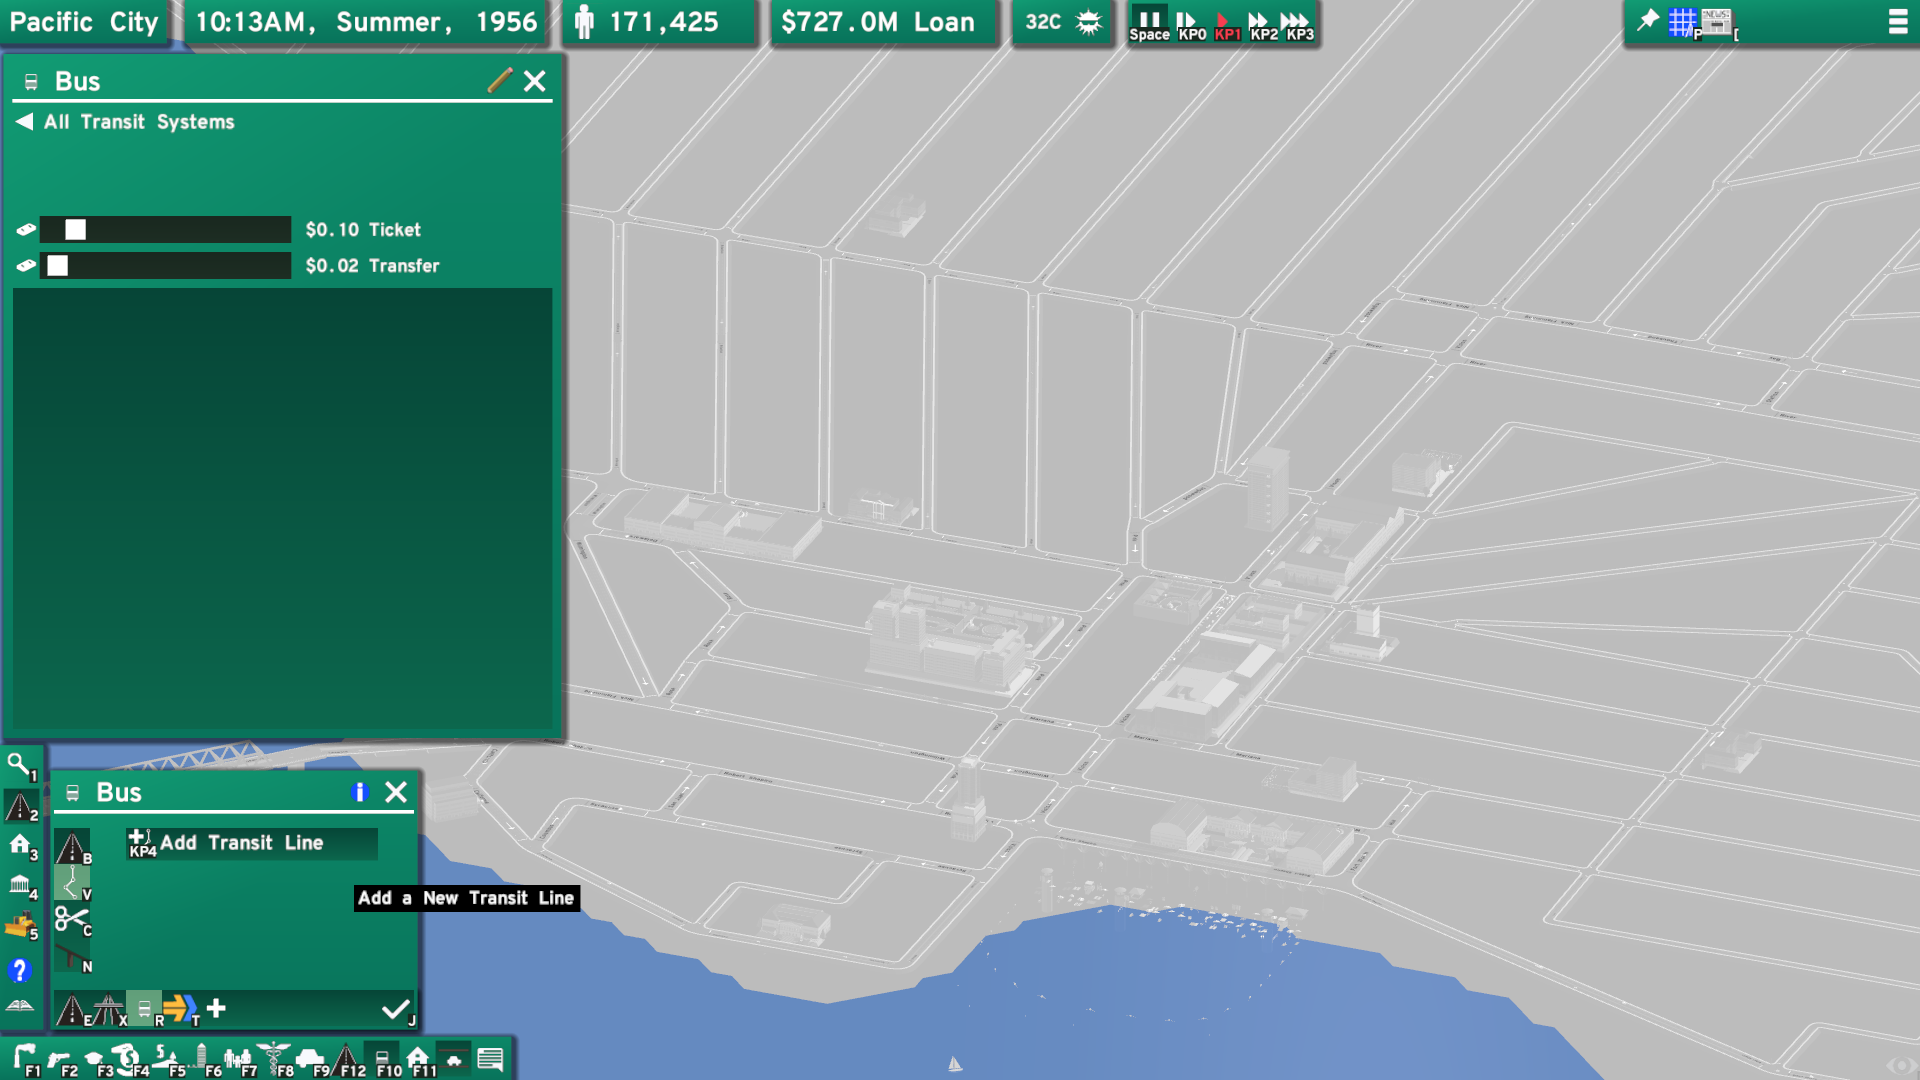 Pacific City
10:13AM, Summer, 1956
171,425
$727.0M Loan
32C
Space
KP0
KP1
KP2
KP3
P
NEWS
[
Bus
All Transit Systems
$0.10 Ticket
$0.02 Transfer
1
2
3
4
5
?
Bus
i
B
V
C
N
KP4
Add Transit Line
Add a New Transit Line
E
X
R
T
J
F1
F2
F3
F4
F5
F6
F7
F8
F9
F12
F10
F11